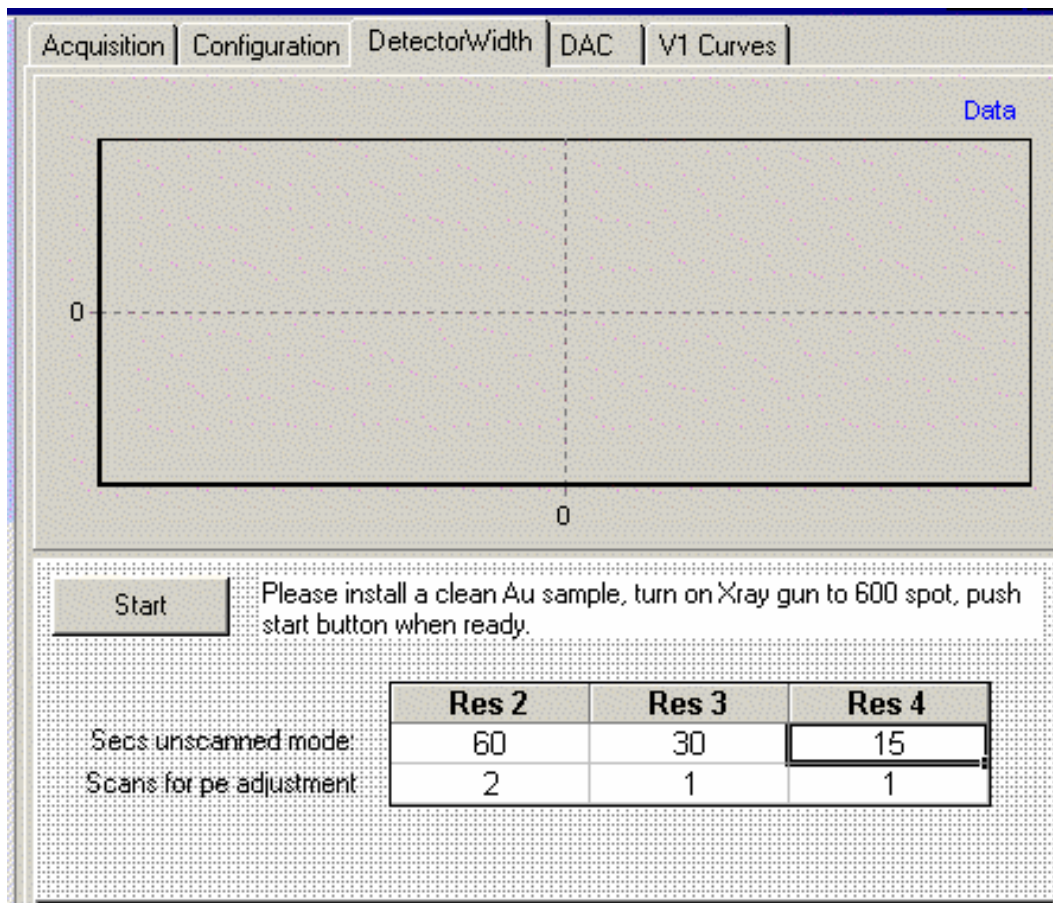 Acquisition Configuration DetectorWidth DAC V1 Curves
Data
0
0
Start
Please install a clean Au sample, turn on Xray gun to 600 spot, push
start button when ready.
Res 2 Res 3 Res 4
Secs unscanned mode: 60 30 15
Scans for pe adjustment 2 1 1